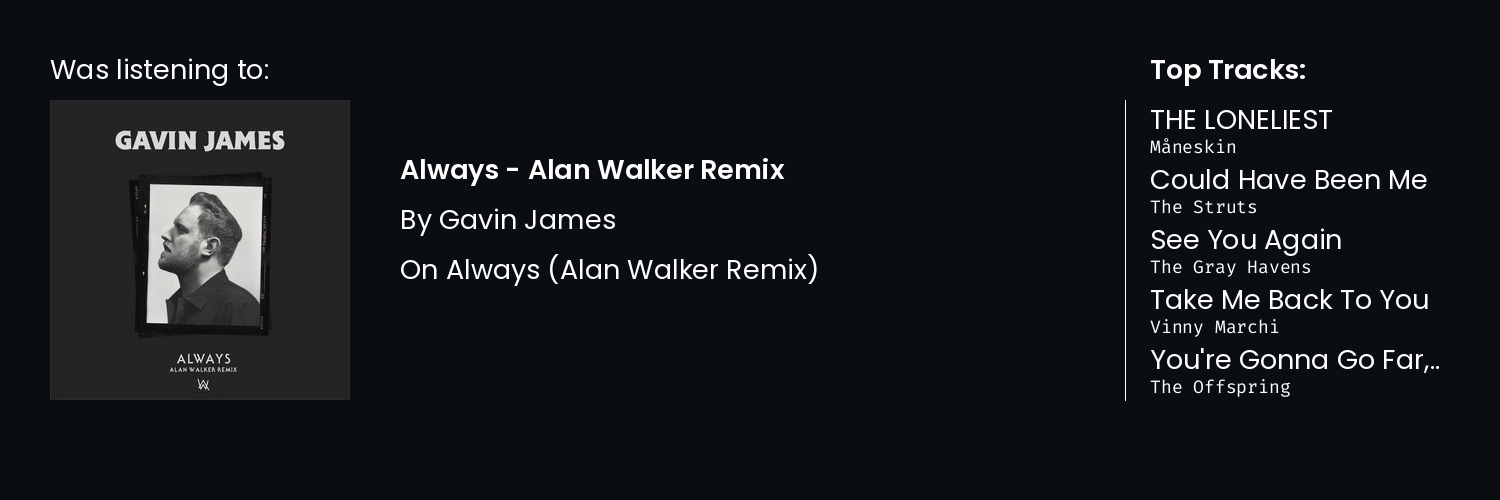 Was listening to:
GAVIN JAMES
ALWAYS
ALAN WALKER REMIX
Always - Alan Walker Remix
By Gavin James
On Always (Alan Walker Remix)
Top Tracks:
THE LONELIEST
Måneskin
Could Have Been Me
The Struts
See You Again
The Gray Havens
Take Me Back To You
Vinny Marchi
You're Gonna Go Far,..
The Offspring